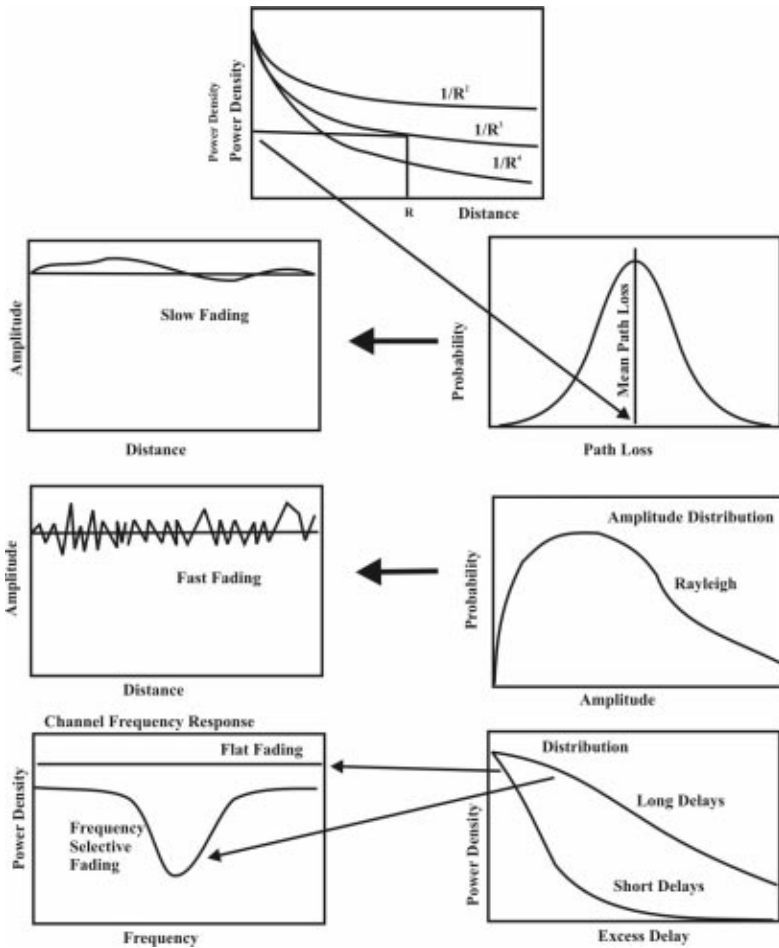 Power Density
Power Density
1/R²
1/R³
1/R⁴
R
Distance
Amplitude
Slow Fading
Distance
Probability
Mean Path Loss
Path Loss
Amplitude
Fast Fading
Distance
Probability
Amplitude Distribution
Rayleigh
Amplitude
Channel Frequency Response
Power Density
Flat Fading
Frequency
Selective
Fading
Frequency
Power Density
Distribution
Long Delays
Short Delays
Excess Delay